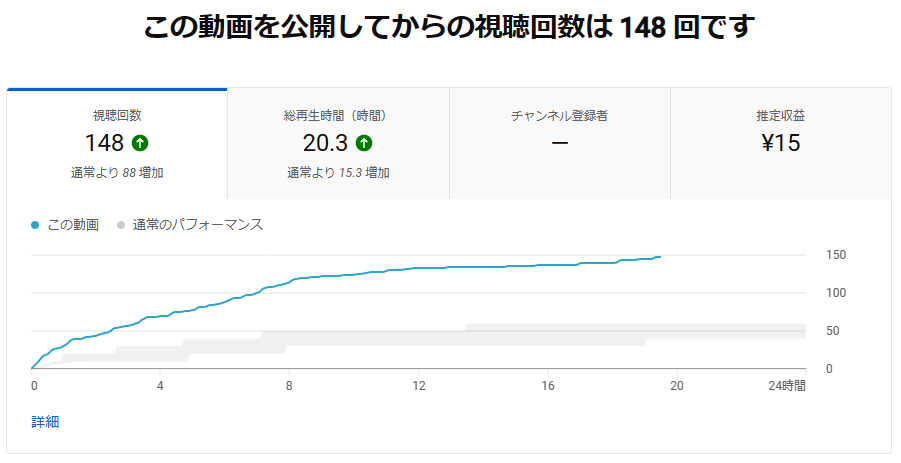 この動画を公開してからの視聴回数は 148 回です
視聴回数
148
通常より 88 増加
総再生時間（時間）
20.3
通常より 15.3 増加
チャンネル登録者
—
推定収益
¥15
この動画 通常のパフォーマンス
150
100
50
0
0 4 8 12 16 20 24時間
詳細